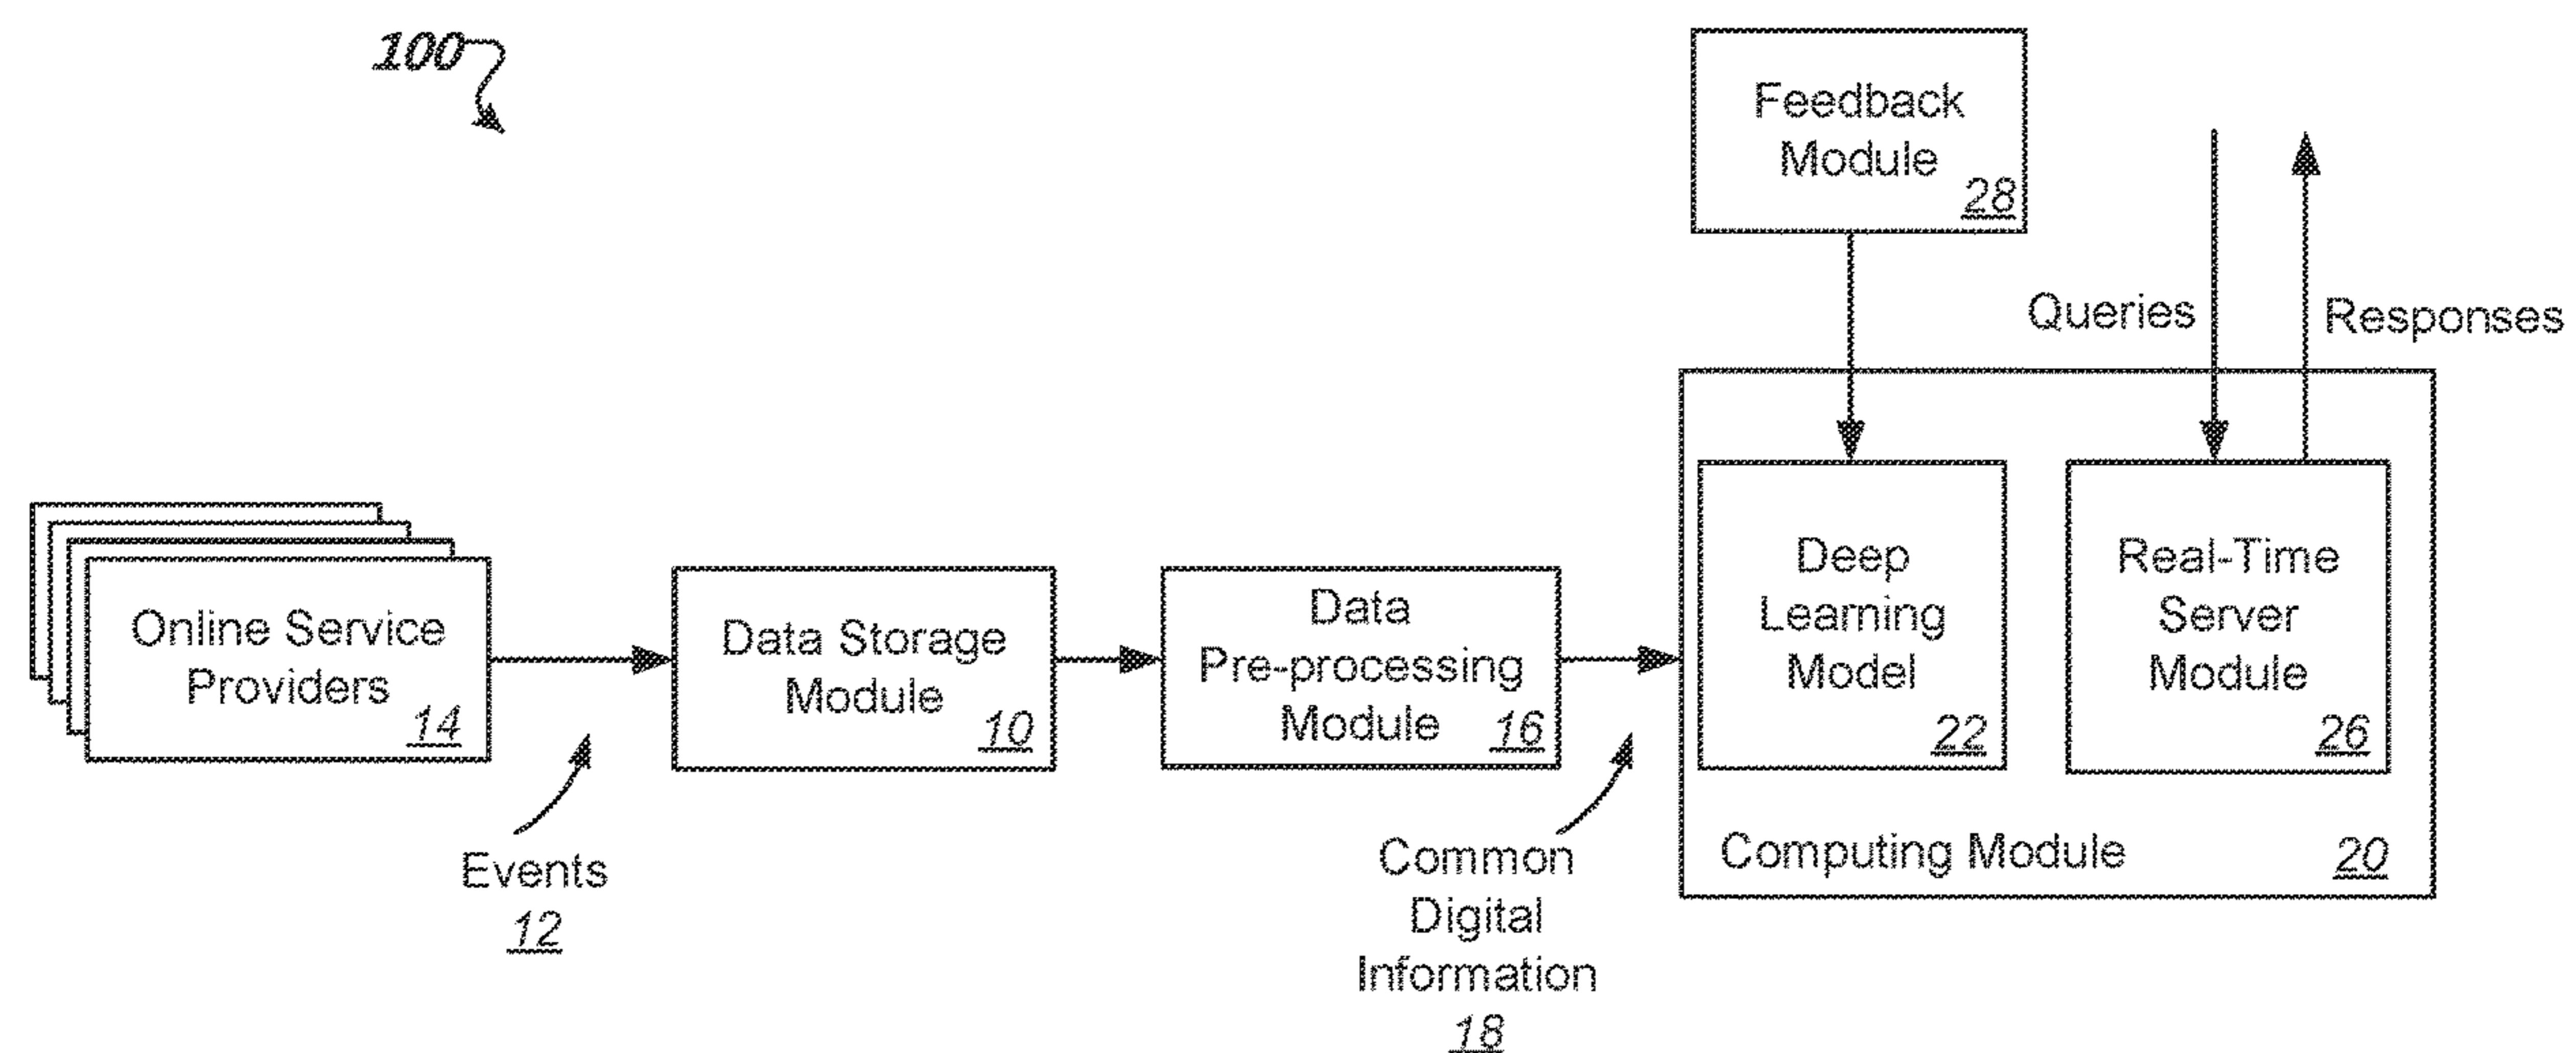 100
Feedback
Module
28
Queries
Responses
Online Service
Providers
14
Events
12
Data Storage
Module
10
Data
Pre-processing
Module
16
Common
Digital
Information
18
Deep
Learning
Model
22
Real-Time
Server
Module
26
Computing Module
20